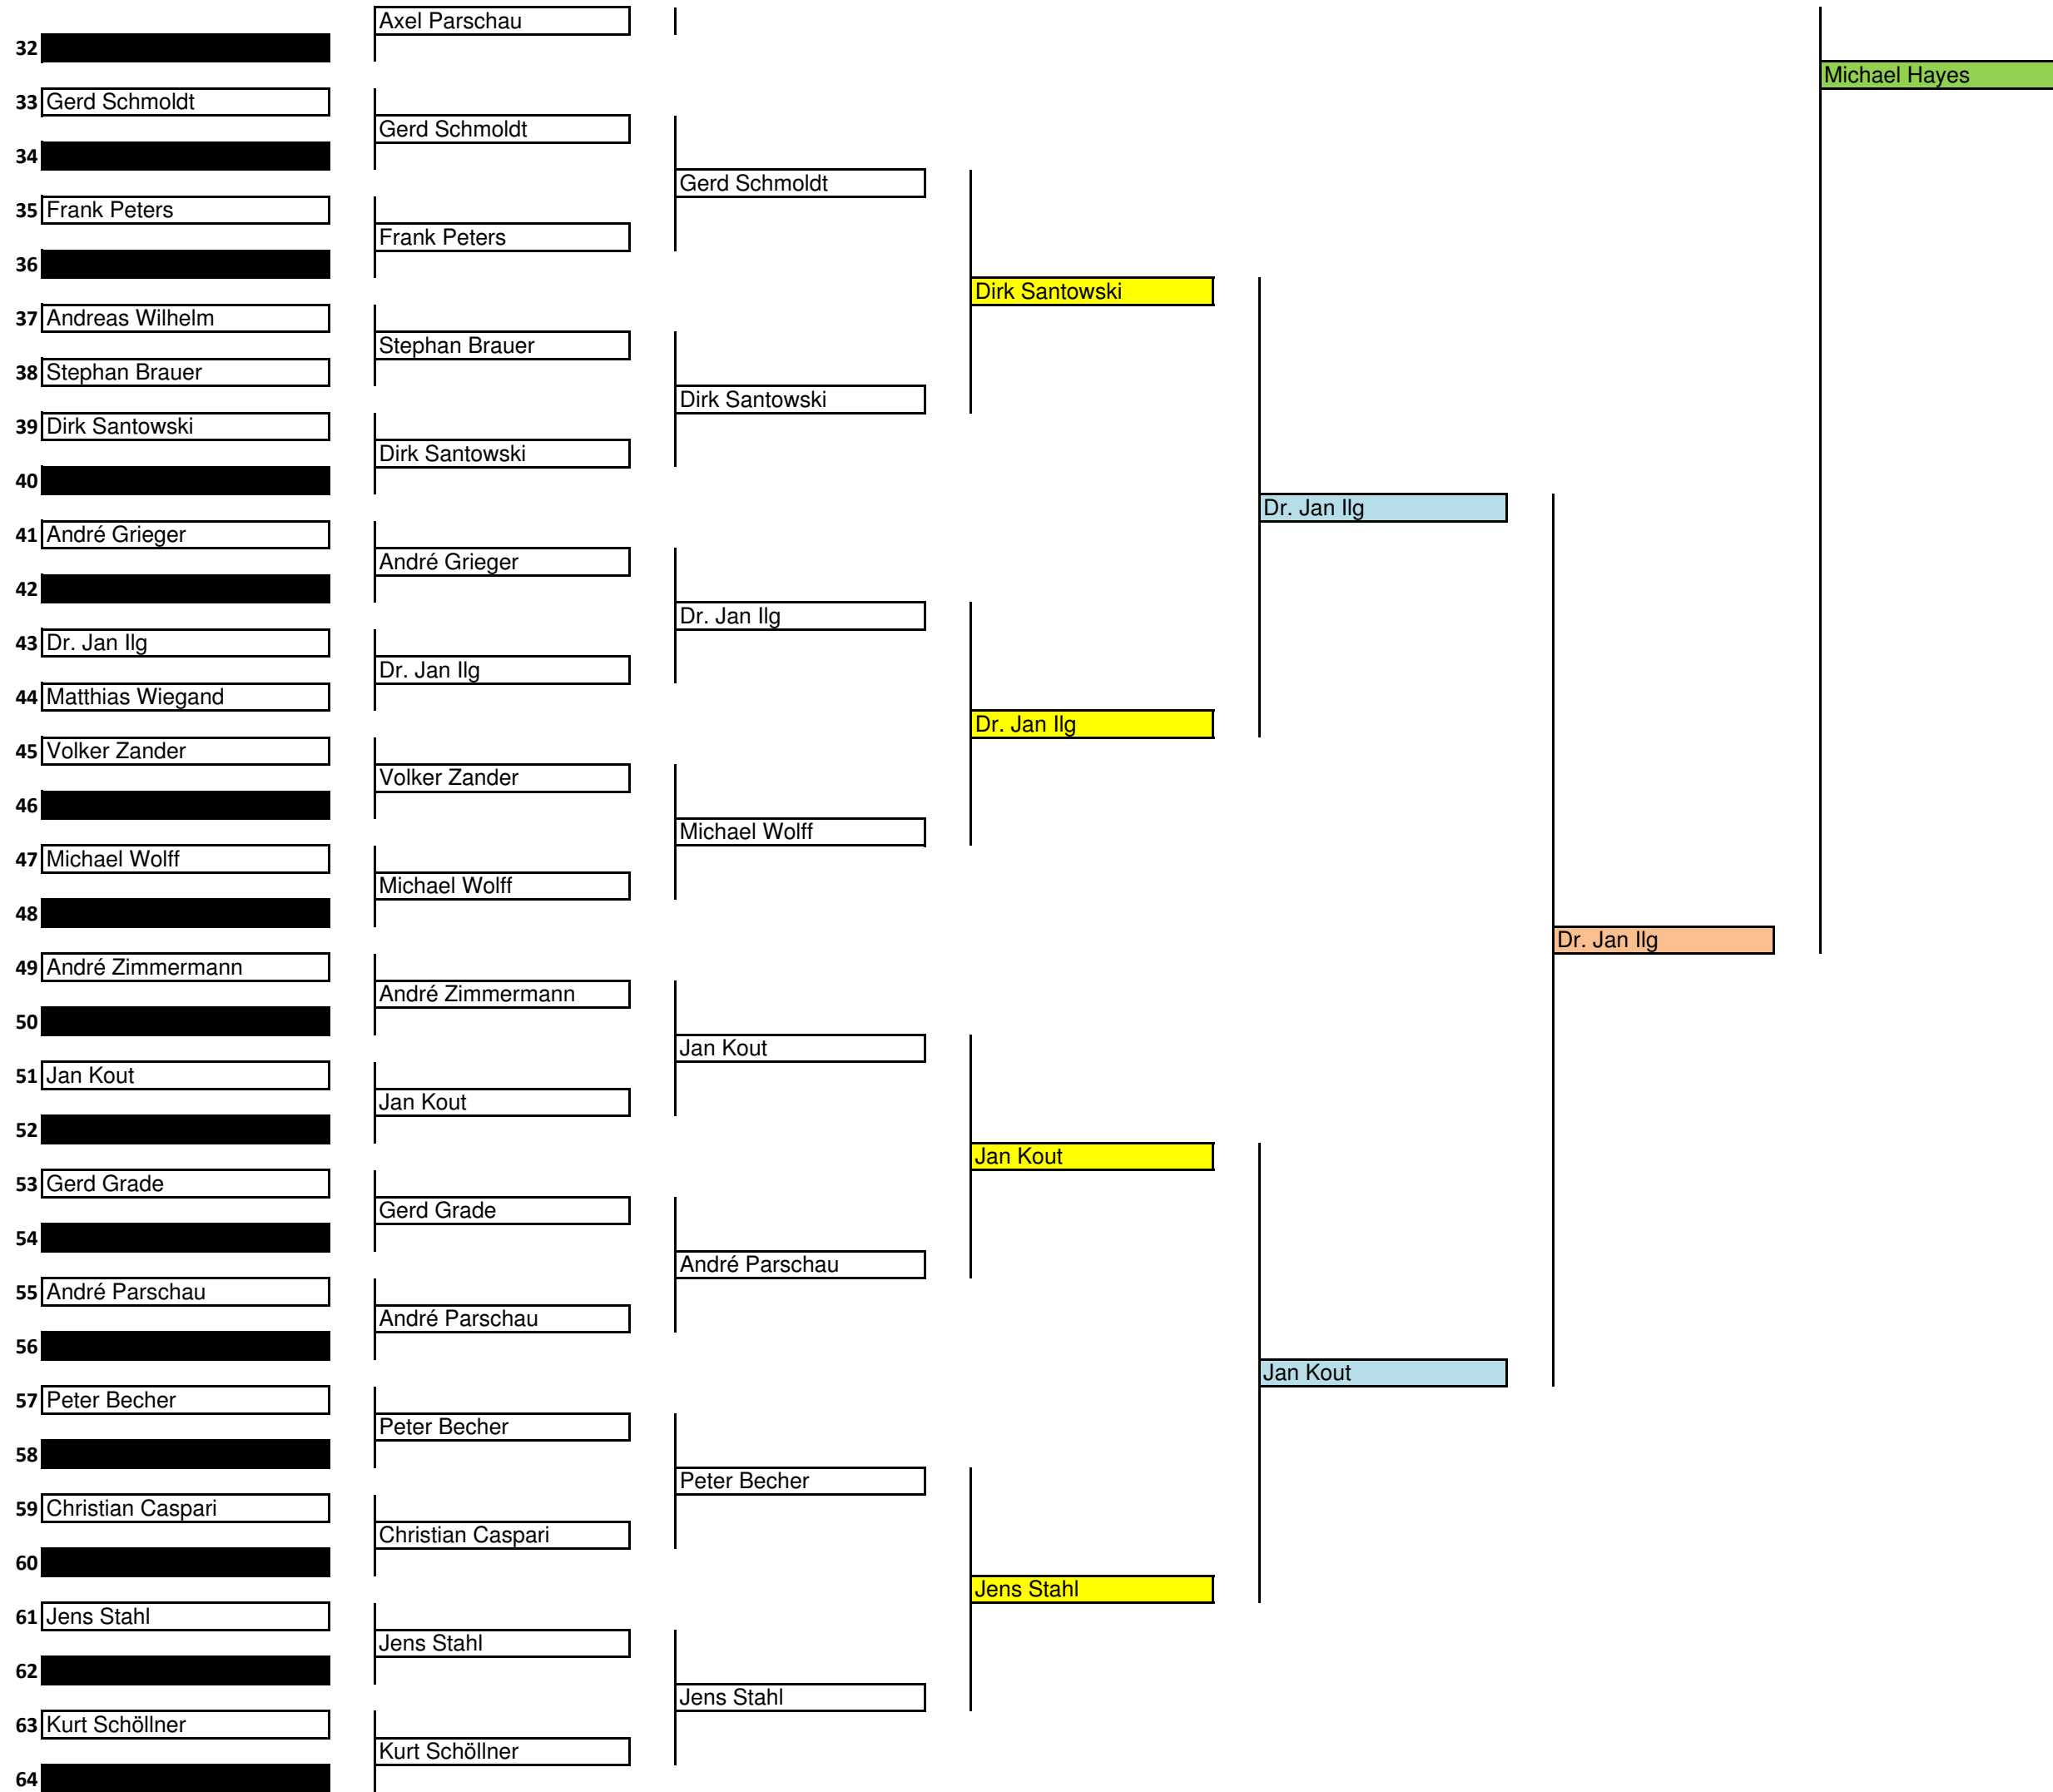 Axel Parschau
32
Michael Hayes
33 Gerd Schmoldt
Gerd Schmoldt
34
Gerd Schmoldt
35 Frank Peters
Frank Peters
36
Dirk Santowski
37 Andreas Wilhelm
Stephan Brauer
38 Stephan Brauer
Dirk Santowski
39 Dirk Santowski
Dirk Santowski
40
Dr. Jan Ilg
41 André Grieger
André Grieger
42
Dr. Jan Ilg
43 Dr. Jan Ilg
Dr. Jan Ilg
44 Matthias Wiegand
Dr. Jan Ilg
45 Volker Zander
Volker Zander
46
Michael Wolff
47 Michael Wolff
Michael Wolff
48
Dr. Jan Ilg
49 André Zimmermann
André Zimmermann
50
Jan Kout
51 Jan Kout
Jan Kout
52
Jan Kout
53 Gerd Grade
Gerd Grade
54
André Parschau
55 André Parschau
André Parschau
56
Jan Kout
57 Peter Becher
Peter Becher
58
Peter Becher
59 Christian Caspari
Christian Caspari
60
Jens Stahl
61 Jens Stahl
Jens Stahl
62
Jens Stahl
63 Kurt Schöllner
Kurt Schöllner
64